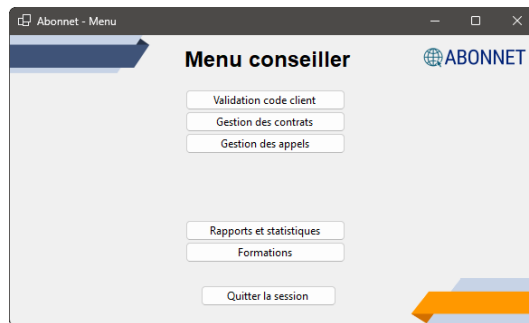 Abonnet - Menu
Menu conseiller
ABONNET
Validation code client
Gestion des contrats
Gestion des appels
Rapports et statistiques
Formations
Quitter la session